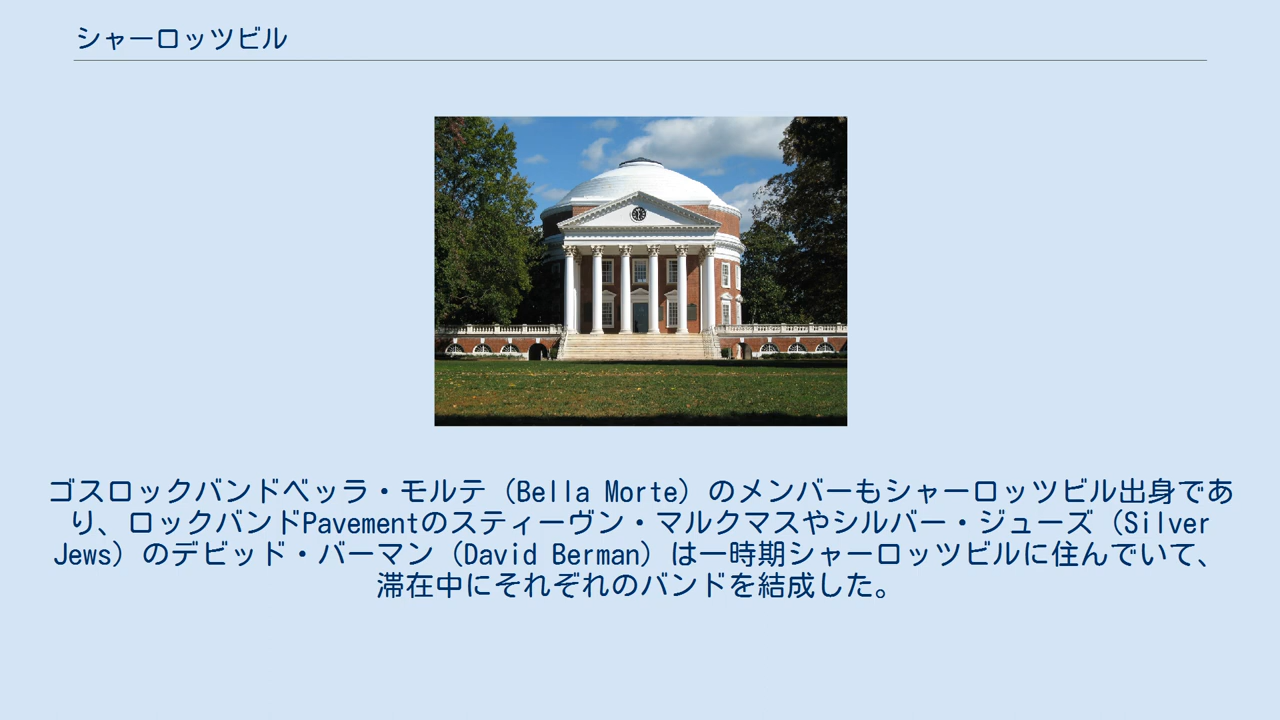 シャーロッツビル
ゴスロックバンドベッラ・モルテ（Bella Morte）のメンバーもシャーロッツビル出身であ
り、ロックバンドPavementのスティーヴン・マルクマスやシルバー・ジューズ（Silver
Jews）のデビッド・バーマン（David Berman）は一時期シャーロッツビルに住んでいて、
滞在中にそれぞれのバンドを結成した。